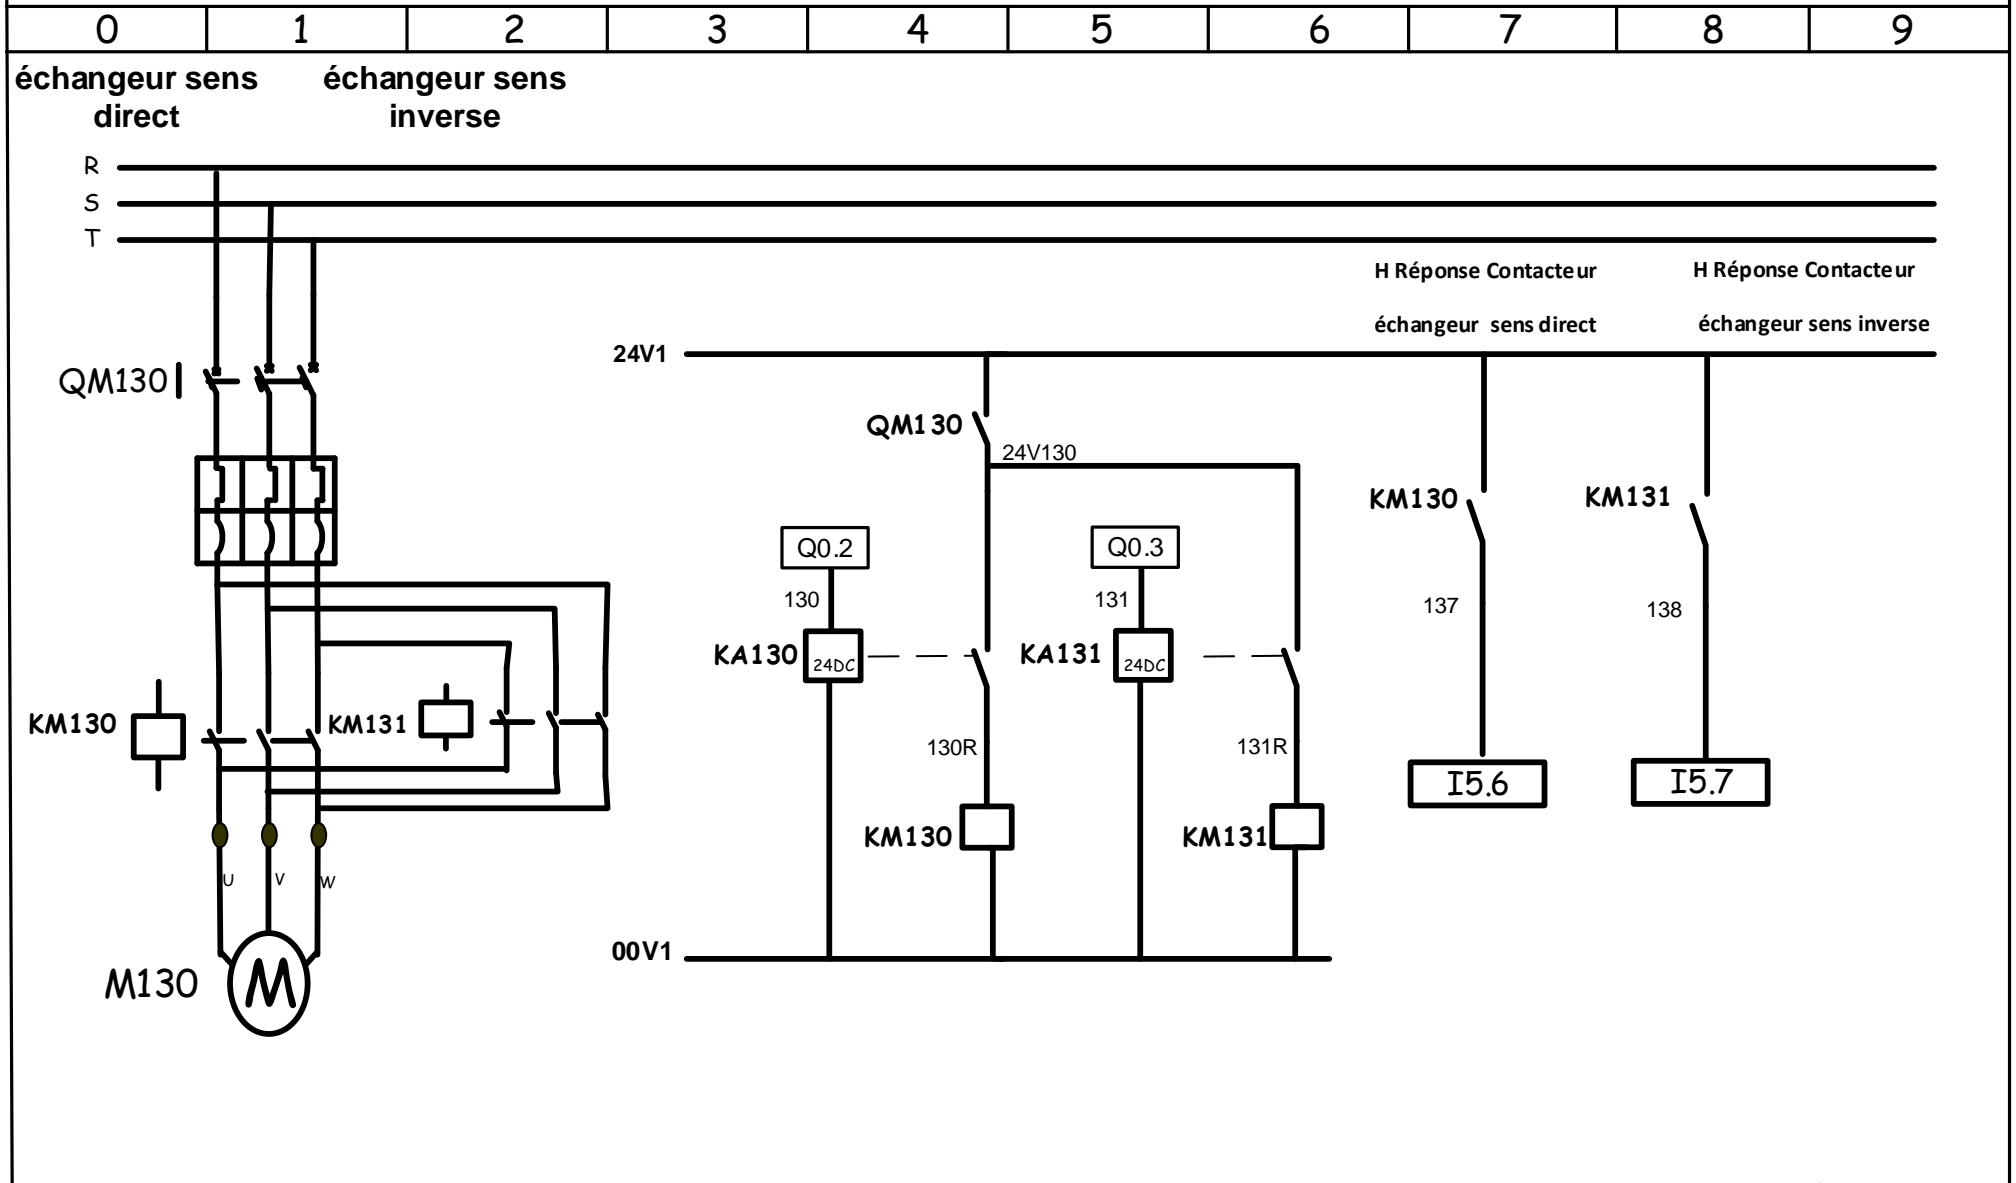 0 1 2 3 4 5 6 7 8 9
échangeur sens
direct
échangeur sens
inverse
R
S
T
H Réponse Contacteur
échangeur sens direct
H Réponse Contacteur
échangeur sens inverse
24V1
QM130
QM130
24V130
KM130
KM131
Q0.2
Q0.3
130
131
137
138
KA130
24DC
KA131
24DC
KM130
KM131
130R
131R
I5.6
I5.7
KM130
KM131
U
V
W
00V1
M130
M